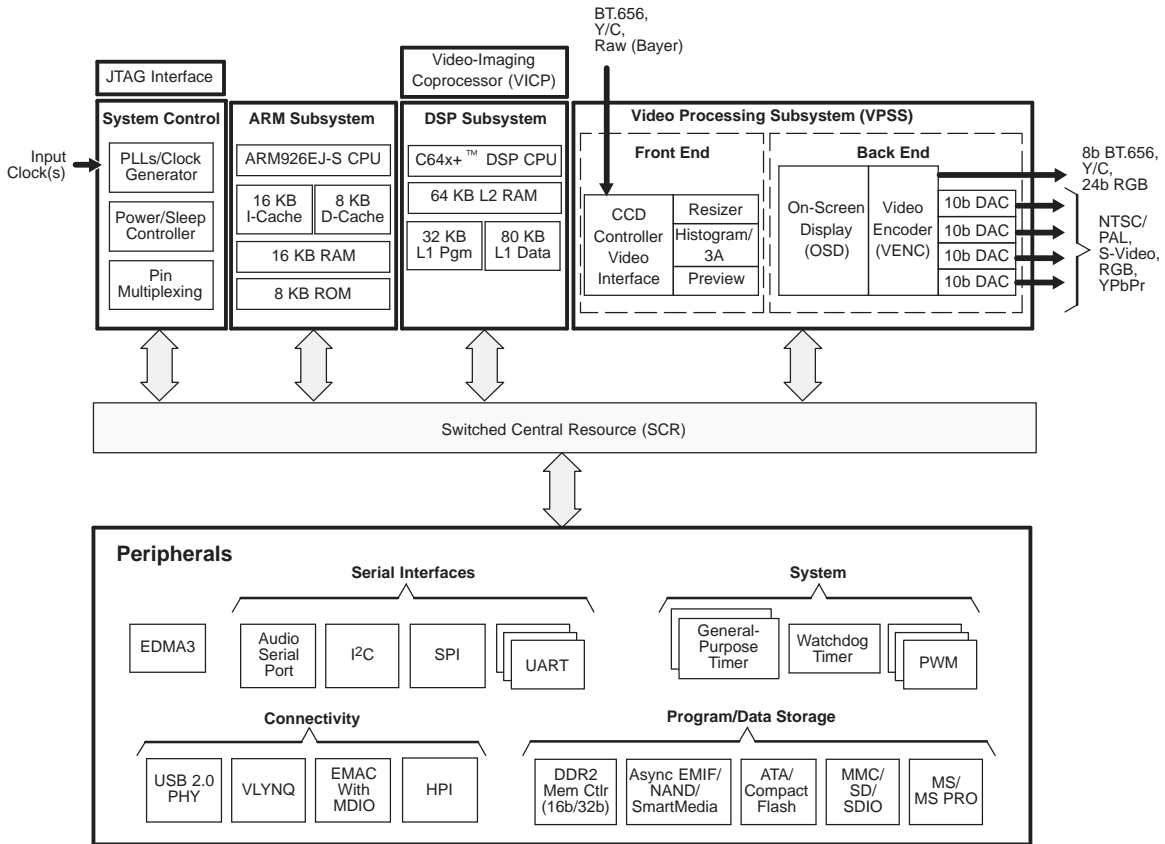 BT.656,
Y/C,
Raw (Bayer)
JTAG Interface
Video-Imaging
Coprocessor (VICP)
System Control
ARM Subsystem
DSP Subsystem
Video Processing Subsystem (VPSS)
Input
Clock(s)
PLLs/Clock
Generator
Power/Sleep
Controller
Pin
Multiplexing
ARM926EJ-S CPU
16 KB
I-Cache
8 KB
D-Cache
16 KB RAM
8 KB ROM
C64x+™ DSP CPU
64 KB L2 RAM
32 KB
L1 Pgm
80 KB
L1 Data
Front End
CCD
Controller
Video
Interface
Resizer
Histogram/
3A
Preview
Back End
On-Screen
Display
(OSD)
Video
Encoder
(VENC)
10b DAC
10b DAC
10b DAC
10b DAC
8b BT.656,
Y/C,
24b RGB
NTSC/
PAL,
S-Video,
RGB,
YPbPr
Switched Central Resource (SCR)
Peripherals
EDMA3
Serial Interfaces
Audio
Serial
Port
I²C
SPI
UART
System
General-
Purpose
Timer
Watchdog
Timer
PWM
Connectivity
USB 2.0
PHY
VLYNQ
EMAC
With
MDIO
HPI
Program/Data Storage
DDR2
Mem Ctlr
(16b/32b)
Async EMIF/
NAND/
SmartMedia
ATA/
Compact
Flash
MMC/
SD/
SDIO
MS/
MS PRO